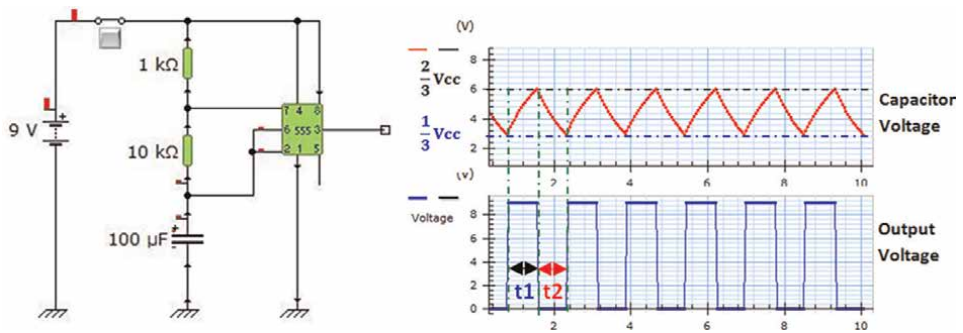 9 V
1 kΩ
10 kΩ
100 µF
7 4 8
6 555 3
2 1 5
(V)
8
6
4
2
2/3 Vcc
1/3 Vcc
Capacitor
Voltage
2 4 6 8 10
(v)
Voltage
8
6
4
2
0
t1 t2
Output
Voltage
2 4 6 8 10